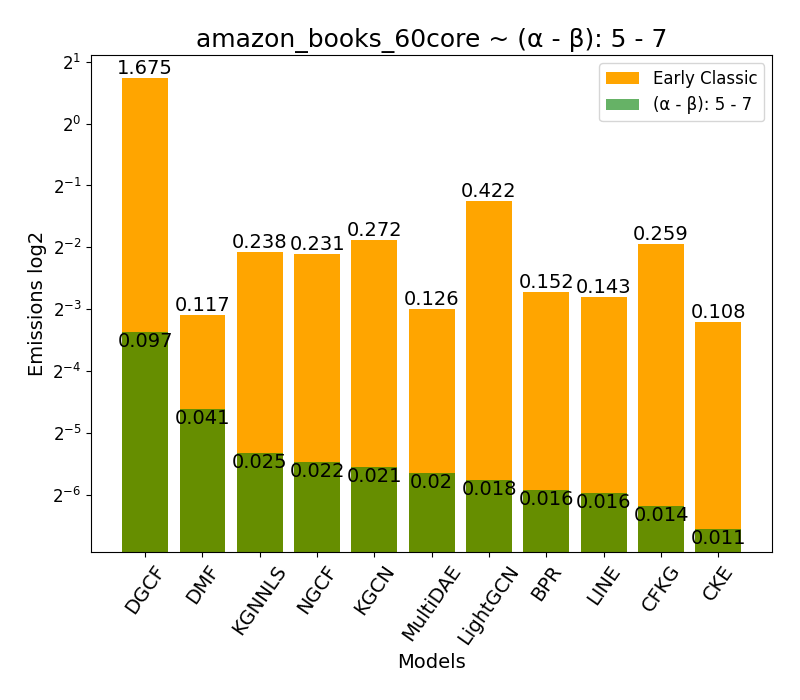 amazon_books_60core ~ (α - β): 5 - 7
Early Classic
(α - β): 5 - 7
Emissions log2
2^1
2^0
2^−1
2^−2
2^−3
2^−4
2^−5
2^−6
1.675
0.117
0.238
0.231
0.272
0.126
0.422
0.152
0.143
0.259
0.108
0.097
0.041
0.025
0.022
0.021
0.02
0.018
0.016
0.016
0.014
0.011
DGCF
DMF
KGNNLS
NGCF
KGCN
MultiDAE
LightGCN
BPR
LINE
CFKG
CKE
Models